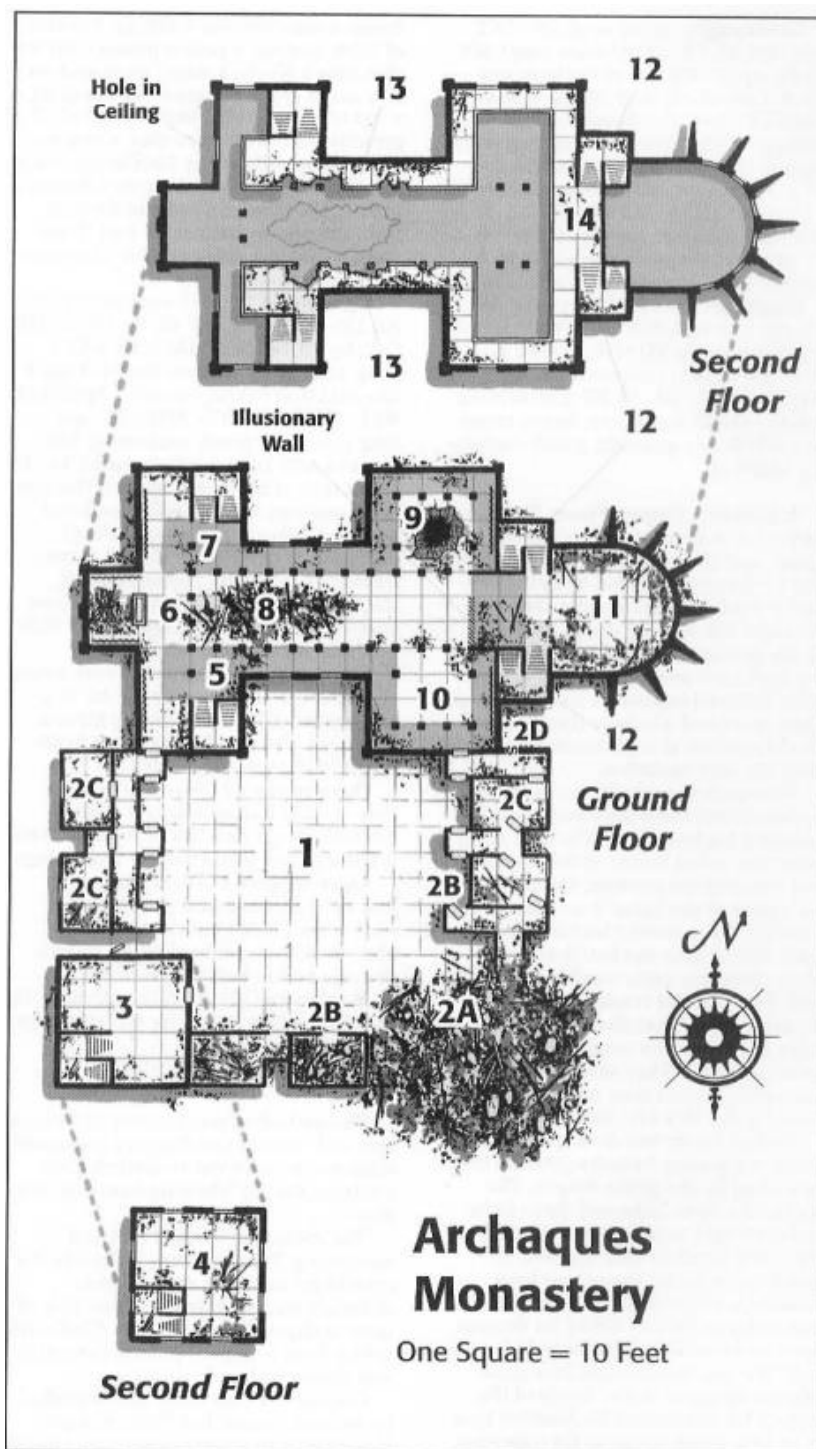 Hole in
Ceiling
13
12
14
13
Second
Floor
Illusionary
Wall
12
9
7
6
8
11
5
10
2D
12
2C
2C
Ground
Floor
1
2C
2B
N
3
2B
2A
4
Archaques
Monastery
One Square = 10 Feet
Second Floor